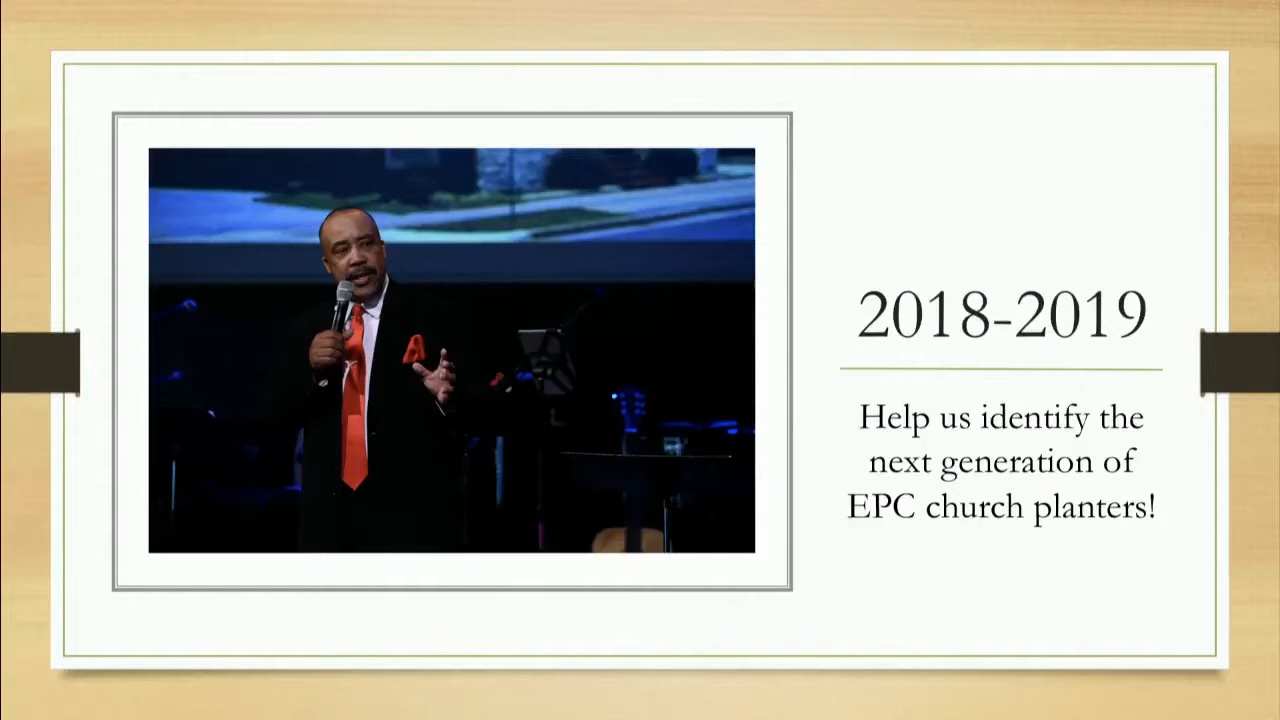 2018-2019
Help us identify the
next generation of
EPC church planters!